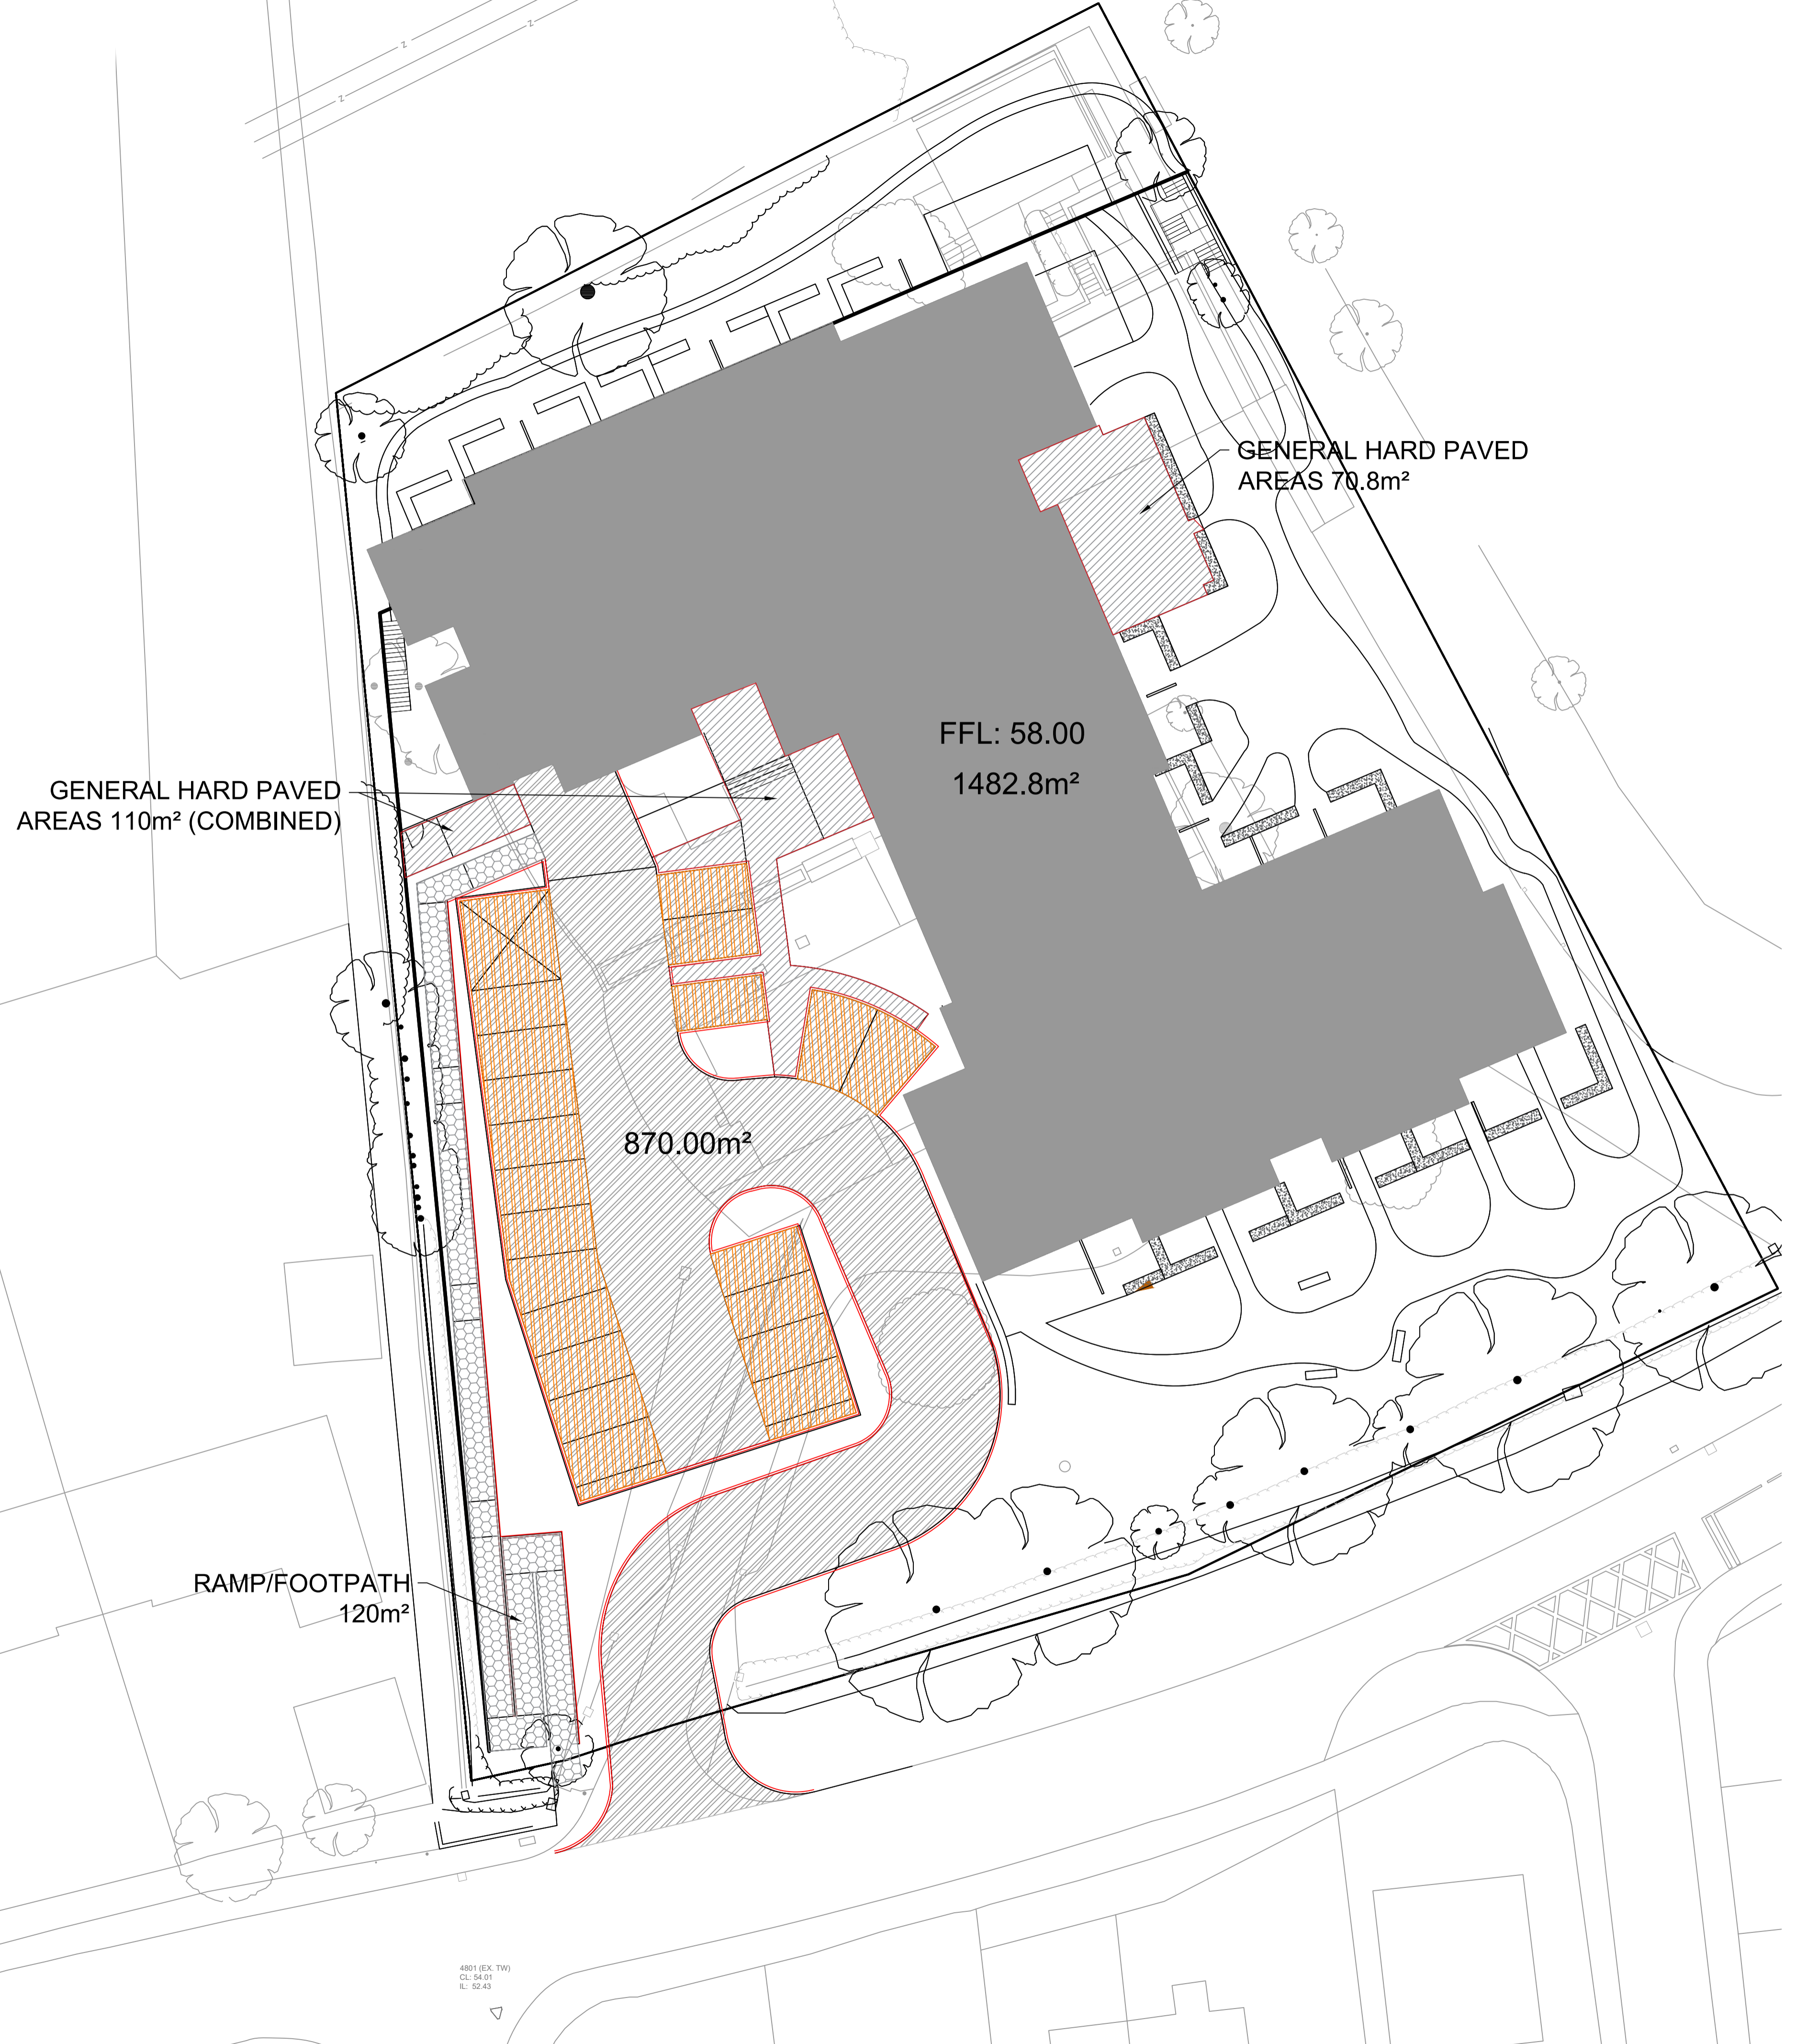 z
z
z
GENERAL HARD PAVED
AREAS 70.8m²
FFL: 58.00
1482.8m²
GENERAL HARD PAVED
AREAS 110m² (COMBINED)
870.00m²
RAMP/FOOTPATH
120m²
4801 (EX. TW)
CL: 54.01
IL: 52.43